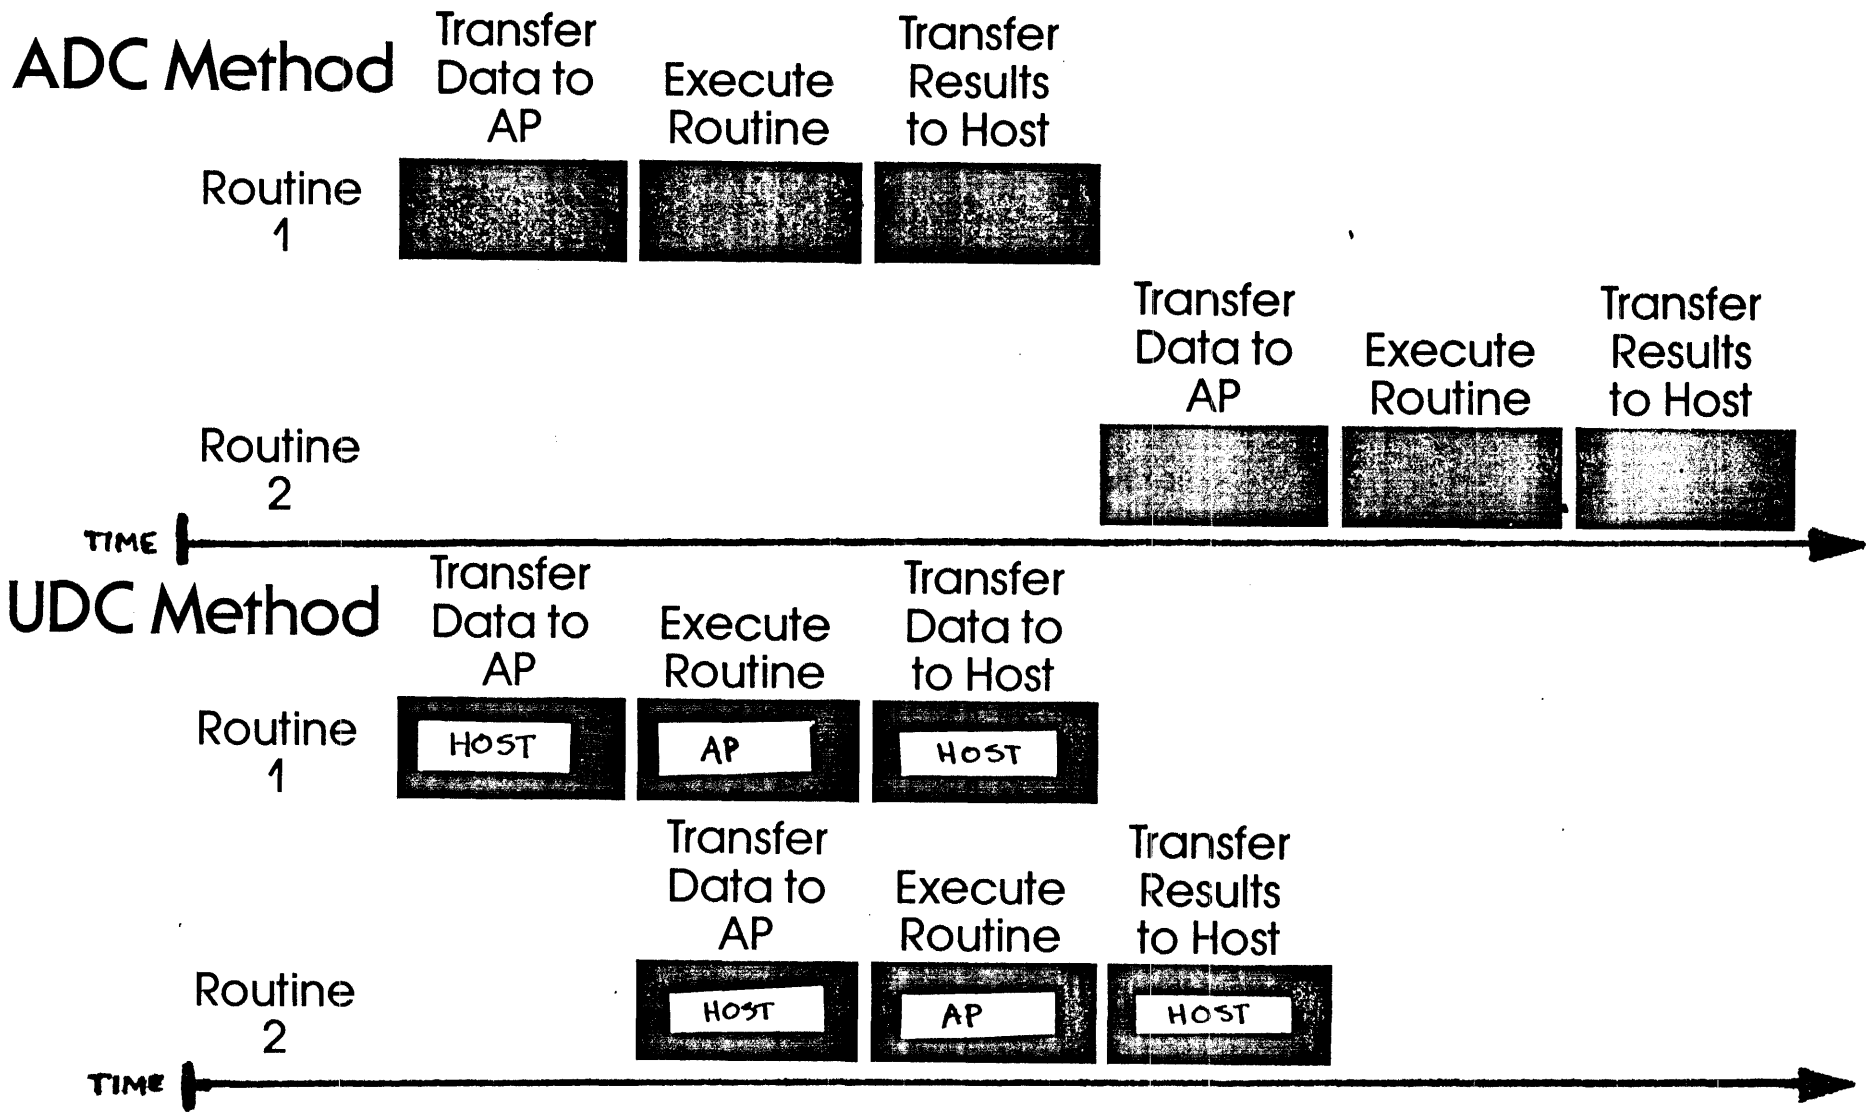 ADC Method
Transfer
Data to
AP
Execute
Routine
Transfer
Results
to Host
Routine
1
Transfer
Data to
AP
Execute
Routine
Transfer
Results
to Host
Routine
2
TIME
UDC Method
Transfer
Data to
AP
Execute
Routine
Transfer
Data to
to Host
Routine
1
HOST
AP
HOST
Transfer
Data to
AP
Execute
Routine
Transfer
Results
to Host
Routine
2
HOST
AP
HOST
TIME